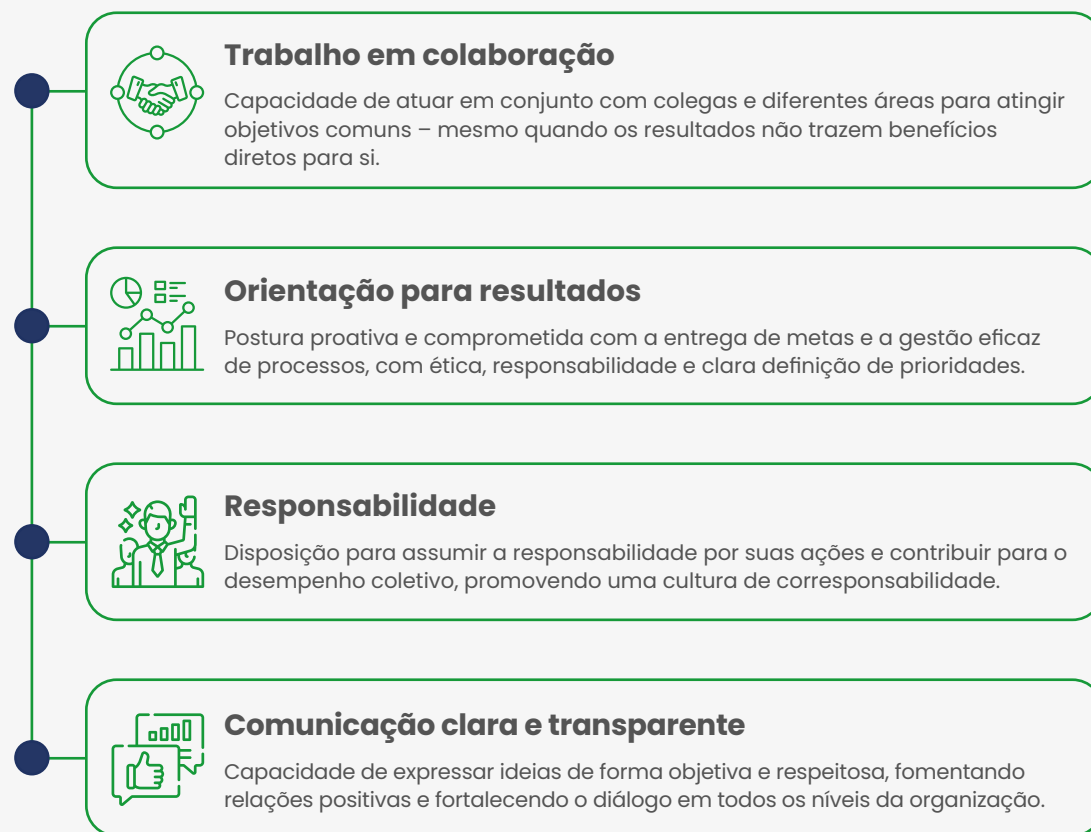 Trabalho em colaboração
Capacidade de atuar em conjunto com colegas e diferentes áreas para atingir
objetivos comuns – mesmo quando os resultados não trazem benefícios
diretos para si.
Orientação para resultados
Postura proativa e comprometida com a entrega de metas e a gestão eficaz
de processos, com ética, responsabilidade e clara definição de prioridades.
Responsabilidade
Disposição para assumir a responsabilidade por suas ações e contribuir para o
desempenho coletivo, promovendo uma cultura de corresponsabilidade.
Comunicação clara e transparente
Capacidade de expressar ideias de forma objetiva e respeitosa, fomentando
relações positivas e fortalecendo o diálogo em todos os níveis da organização.